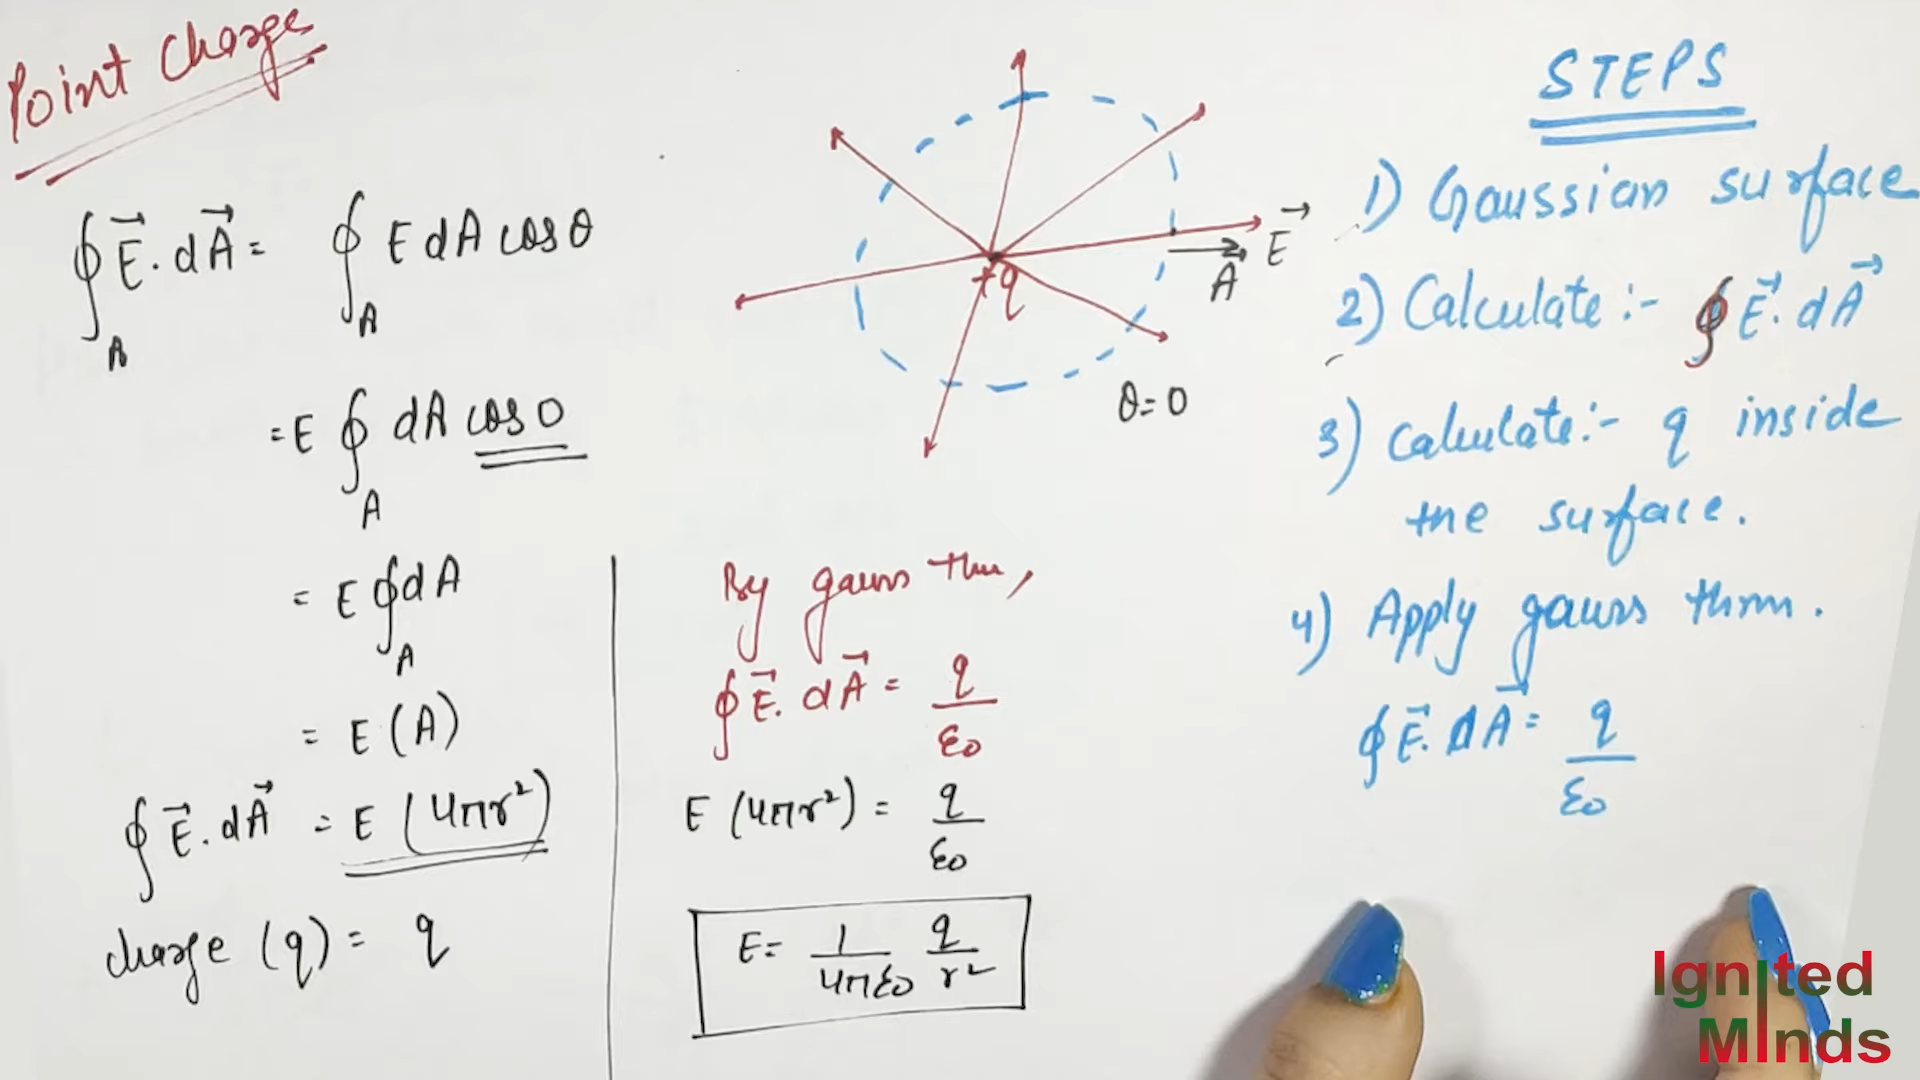 Point Charge
∮_A E⃗. dA⃗ = ∮_A E dA cosθ
= E ∮_A dA cos 0
= E ∮_A dA
= E (A)
∮ E⃗. dA⃗ = E (4πr²)
charge (q) = q
+q
E⃗
A⃗
θ = 0
By gauss thm,
∮ E⃗. dA⃗ = q/ε0
E (4πr²) = q/ε0
E = 1/4πε0 q/r²
STEPS
1) Gaussian surface
2) Calculate :- ∮ E⃗. dA⃗
3) Calculate :- q inside
the surface.
4) Apply gauss thrm.
∮ E⃗. dA⃗ = q/ε0
Ignited
Minds